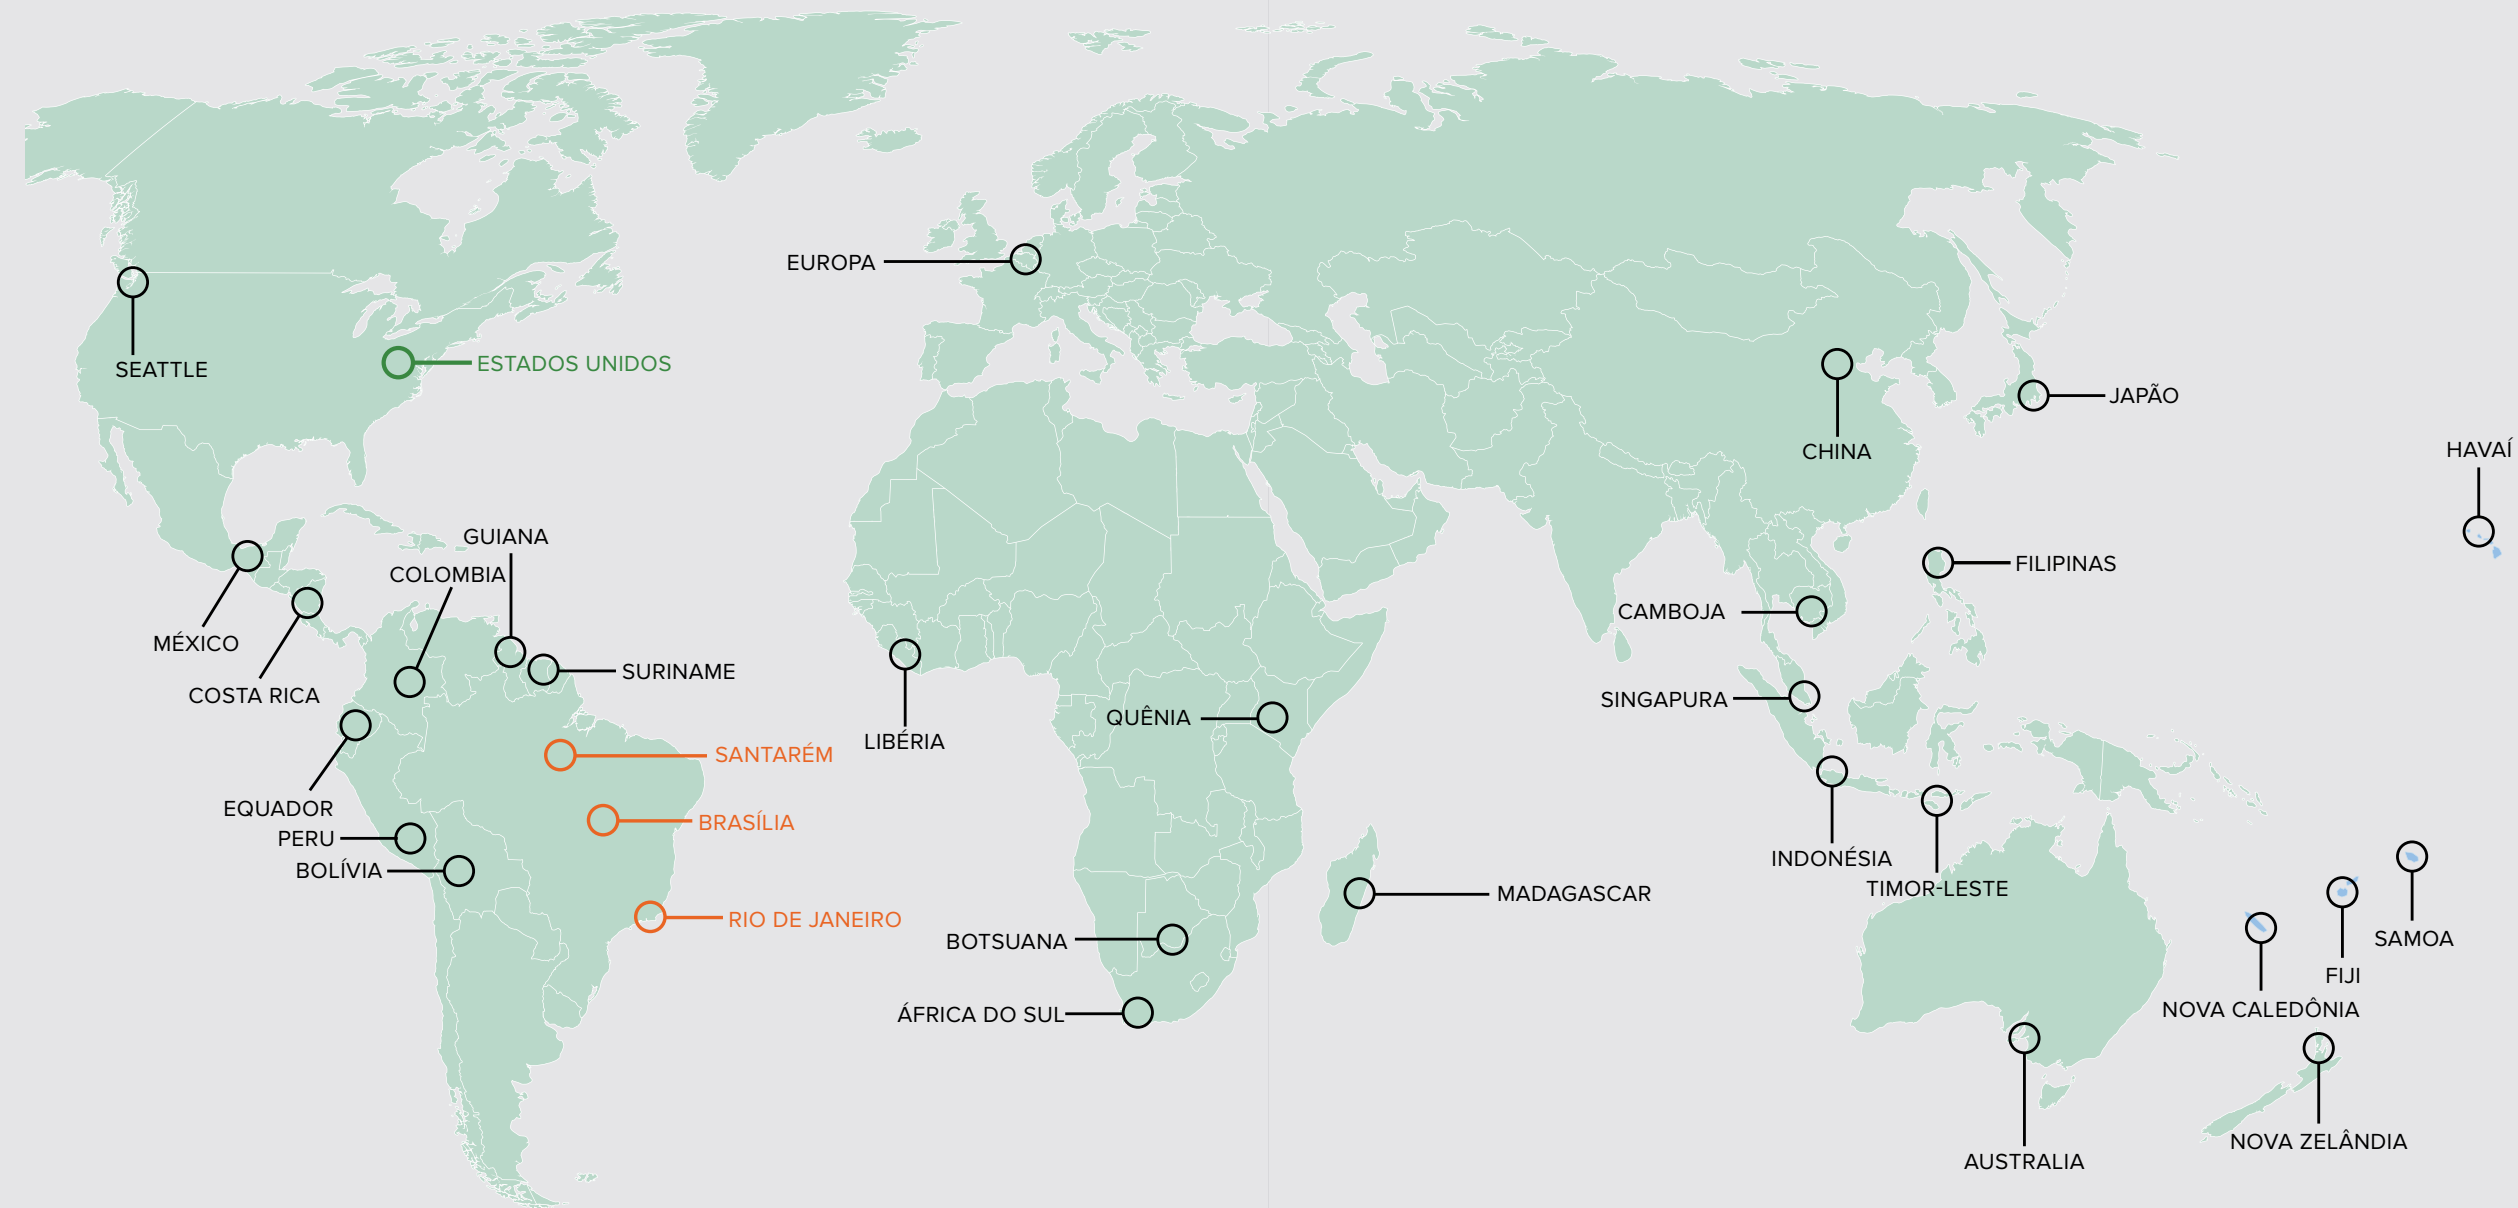 EUROPA
SEATTLE
ESTADOS UNIDOS
JAPÃO
CHINA
HAVAÍ
GUIANA
COLOMBIA
FILIPINAS
CAMBOJA
MÉXICO
SURINAME
COSTA RICA
SINGAPURA
QUÊNIA
LIBÉRIA
SANTARÉM
EQUADOR
BRASÍLIA
PERU
INDONÉSIA
BOLÍVIA
TIMOR-LESTE
MADAGASCAR
RIO DE JANEIRO
BOTSUANA
SAMOA
FIJI
NOVA CALEDÔNIA
ÁFRICA DO SUL
NOVA ZELÂNDIA
AUSTRALIA